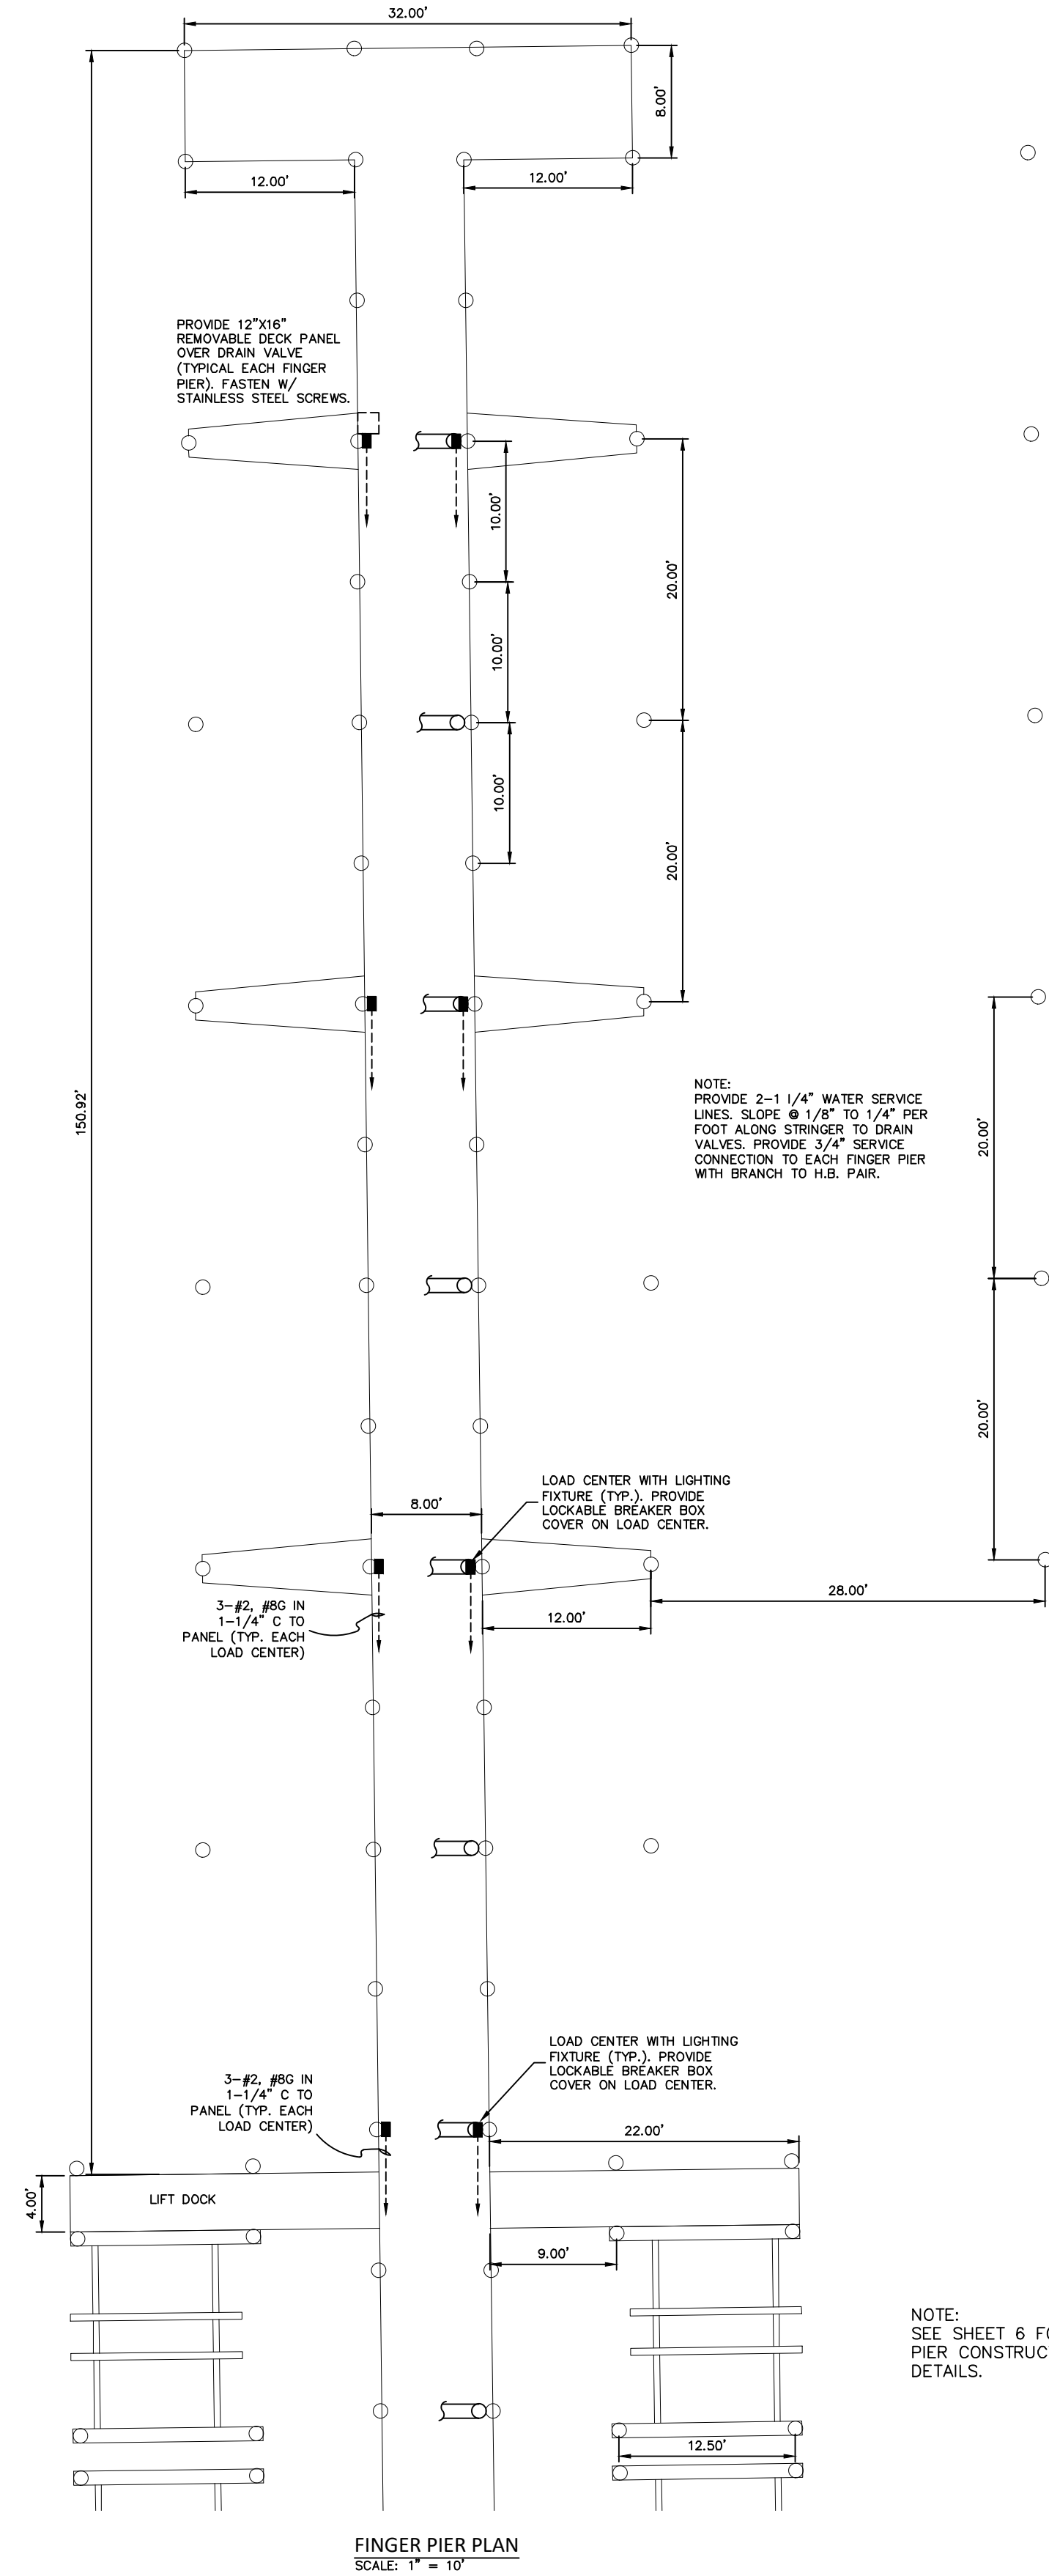 32.00'
8.00'
12.00'
12.00'
PROVIDE 12"X16"
REMOVABLE DECK PANEL
OVER DRAIN VALVE
(TYPICAL EACH FINGER
PIER). FASTEN W/
STAINLESS STEEL SCREWS.
10.00'
20.00'
10.00'
10.00'
20.00'
150.92'
NOTE:
PROVIDE 2-1 1/4" WATER SERVICE
LINES. SLOPE @ 1/8" TO 1/4" PER
FOOT ALONG STRINGER TO DRAIN
VALVES. PROVIDE 3/4" SERVICE
CONNECTION TO EACH FINGER PIER
WITH BRANCH TO H.B. PAIR.
20.00'
20.00'
LOAD CENTER WITH LIGHTING
FIXTURE (TYP.). PROVIDE
LOCKABLE BREAKER BOX
COVER ON LOAD CENTER.
8.00'
28.00'
3-#2, #8G IN
1-1/4" C TO
PANEL (TYP. EACH
LOAD CENTER)
12.00'
LOAD CENTER WITH LIGHTING
FIXTURE (TYP.). PROVIDE
LOCKABLE BREAKER BOX
COVER ON LOAD CENTER.
3-#2, #8G IN
1-1/4" C TO
PANEL (TYP. EACH
LOAD CENTER)
22.00'
4.00'
LIFT DOCK
9.00'
NOTE:
SEE SHEET 6 FO
PIER CONSTRUC
DETAILS.
12.50'
FINGER PIER PLAN
SCALE: 1" = 10'